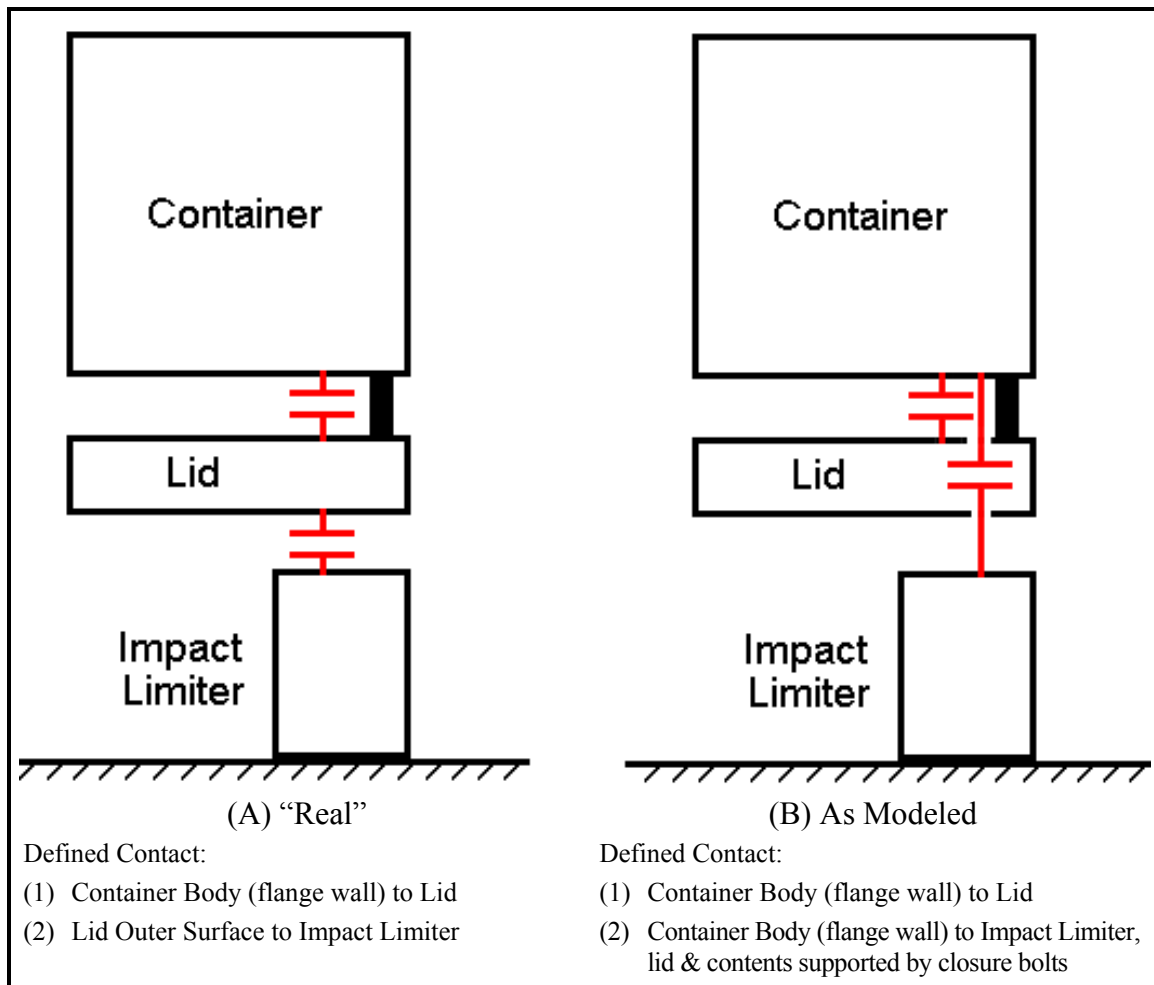 Container
Lid
Impact
Limiter
(A) “Real”
Defined Contact:
(1) Container Body (flange wall) to Lid
(2) Lid Outer Surface to Impact Limiter
Container
Lid
Impact
Limiter
(B) As Modeled
Defined Contact:
(1) Container Body (flange wall) to Lid
(2) Container Body (flange wall) to Impact Limiter,
lid & contents supported by closure bolts